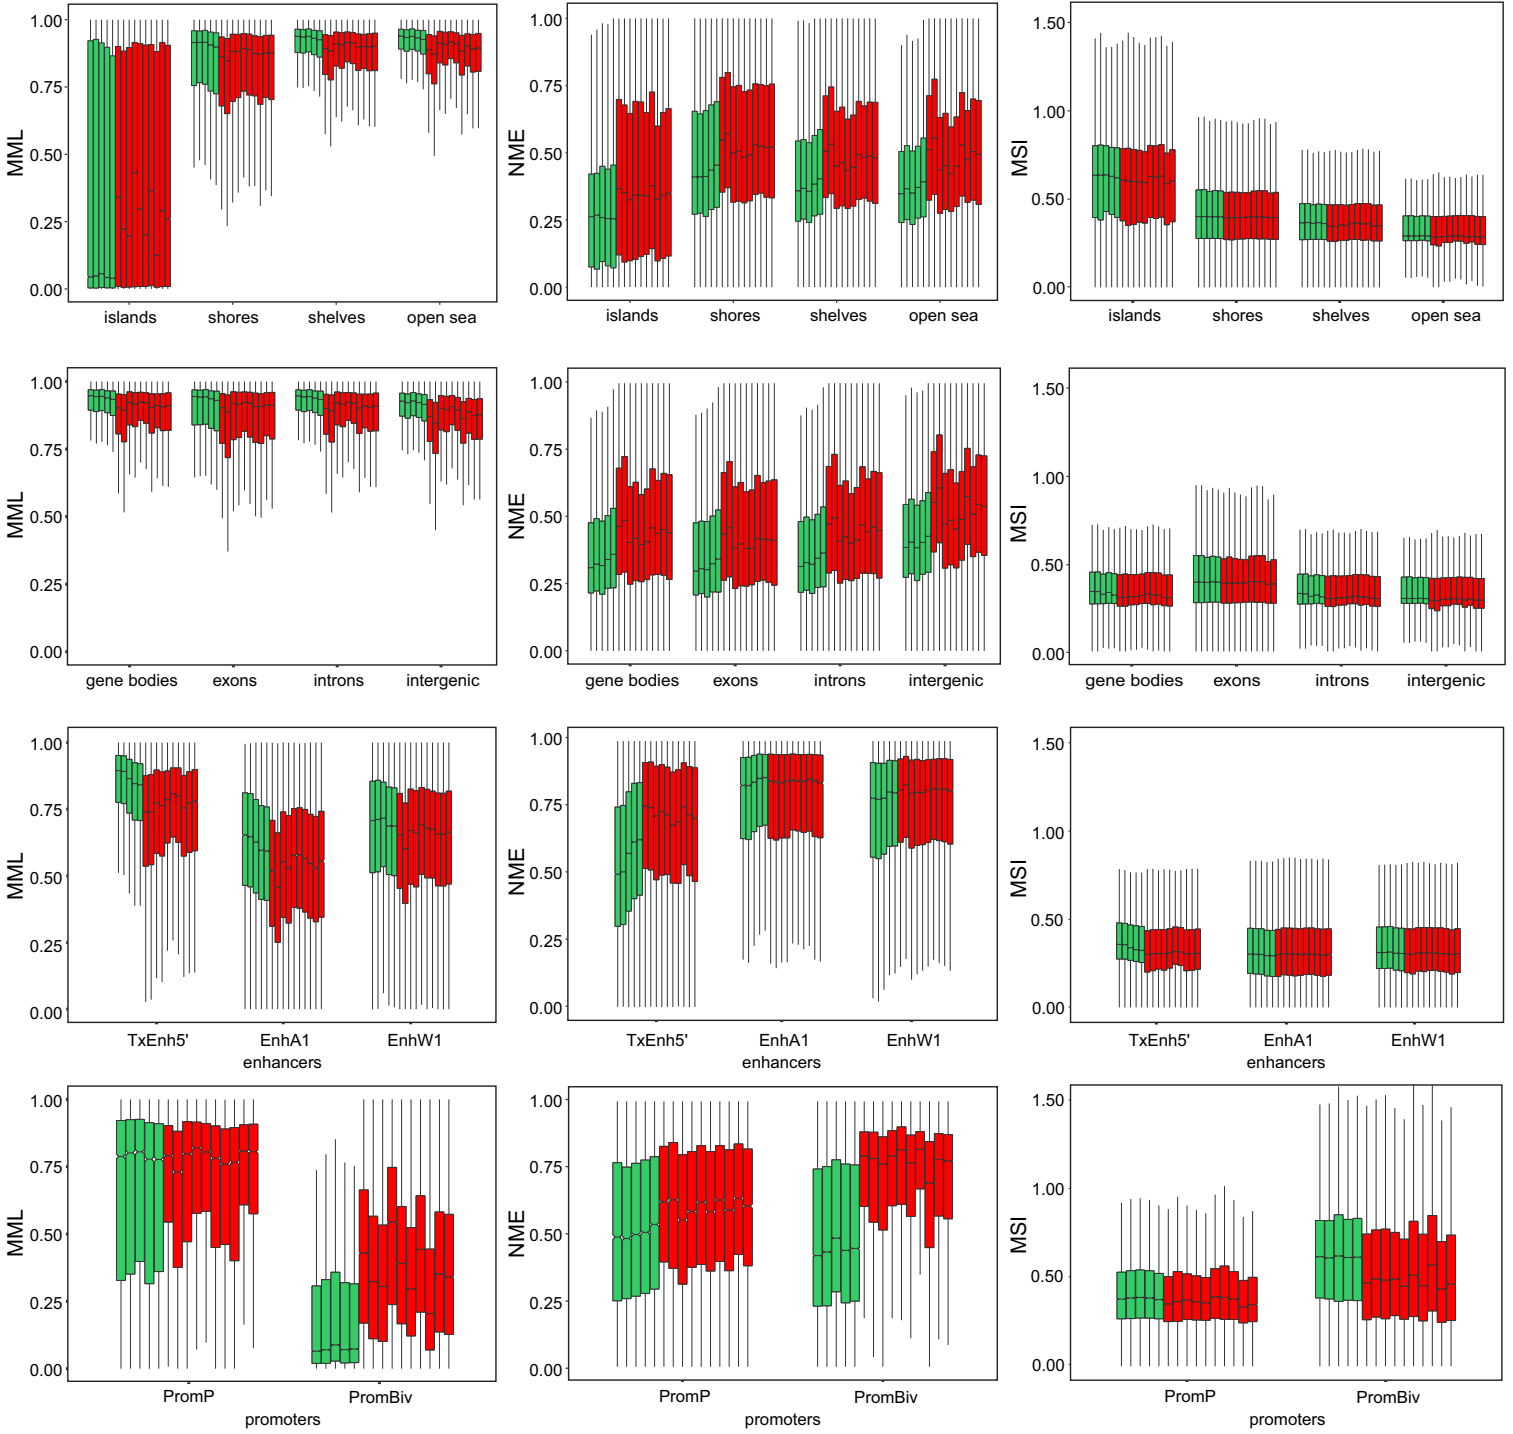 MML
1.00
0.75
0.50
0.25
0.00
islands shores shelves open sea
NME
1.00
0.75
0.50
0.25
0.00
islands shores shelves open sea
MSI
1.50
1.00
0.50
0.00
islands shores shelves open sea
MML
1.00
0.75
0.50
0.25
0.00
gene bodies exons introns intergenic
NME
1.00
0.75
0.50
0.25
0.00
gene bodies exons introns intergenic
MSI
1.50
1.00
0.50
0.00
gene bodies exons introns intergenic
MML
1.00
0.75
0.50
0.25
0.00
TxEnh5' EnhA1 EnhW1
enhancers
NME
1.00
0.75
0.50
0.25
0.00
TxEnh5' EnhA1 EnhW1
enhancers
MSI
1.50
1.00
0.50
0.00
TxEnh5' EnhA1 EnhW1
enhancers
MML
1.00
0.75
0.50
0.25
0.00
PromP PromBiv
promoters
NME
1.00
0.75
0.50
0.25
0.00
PromP PromBiv
promoters
MSI
1.50
1.00
0.50
0.00
PromP PromBiv
promoters